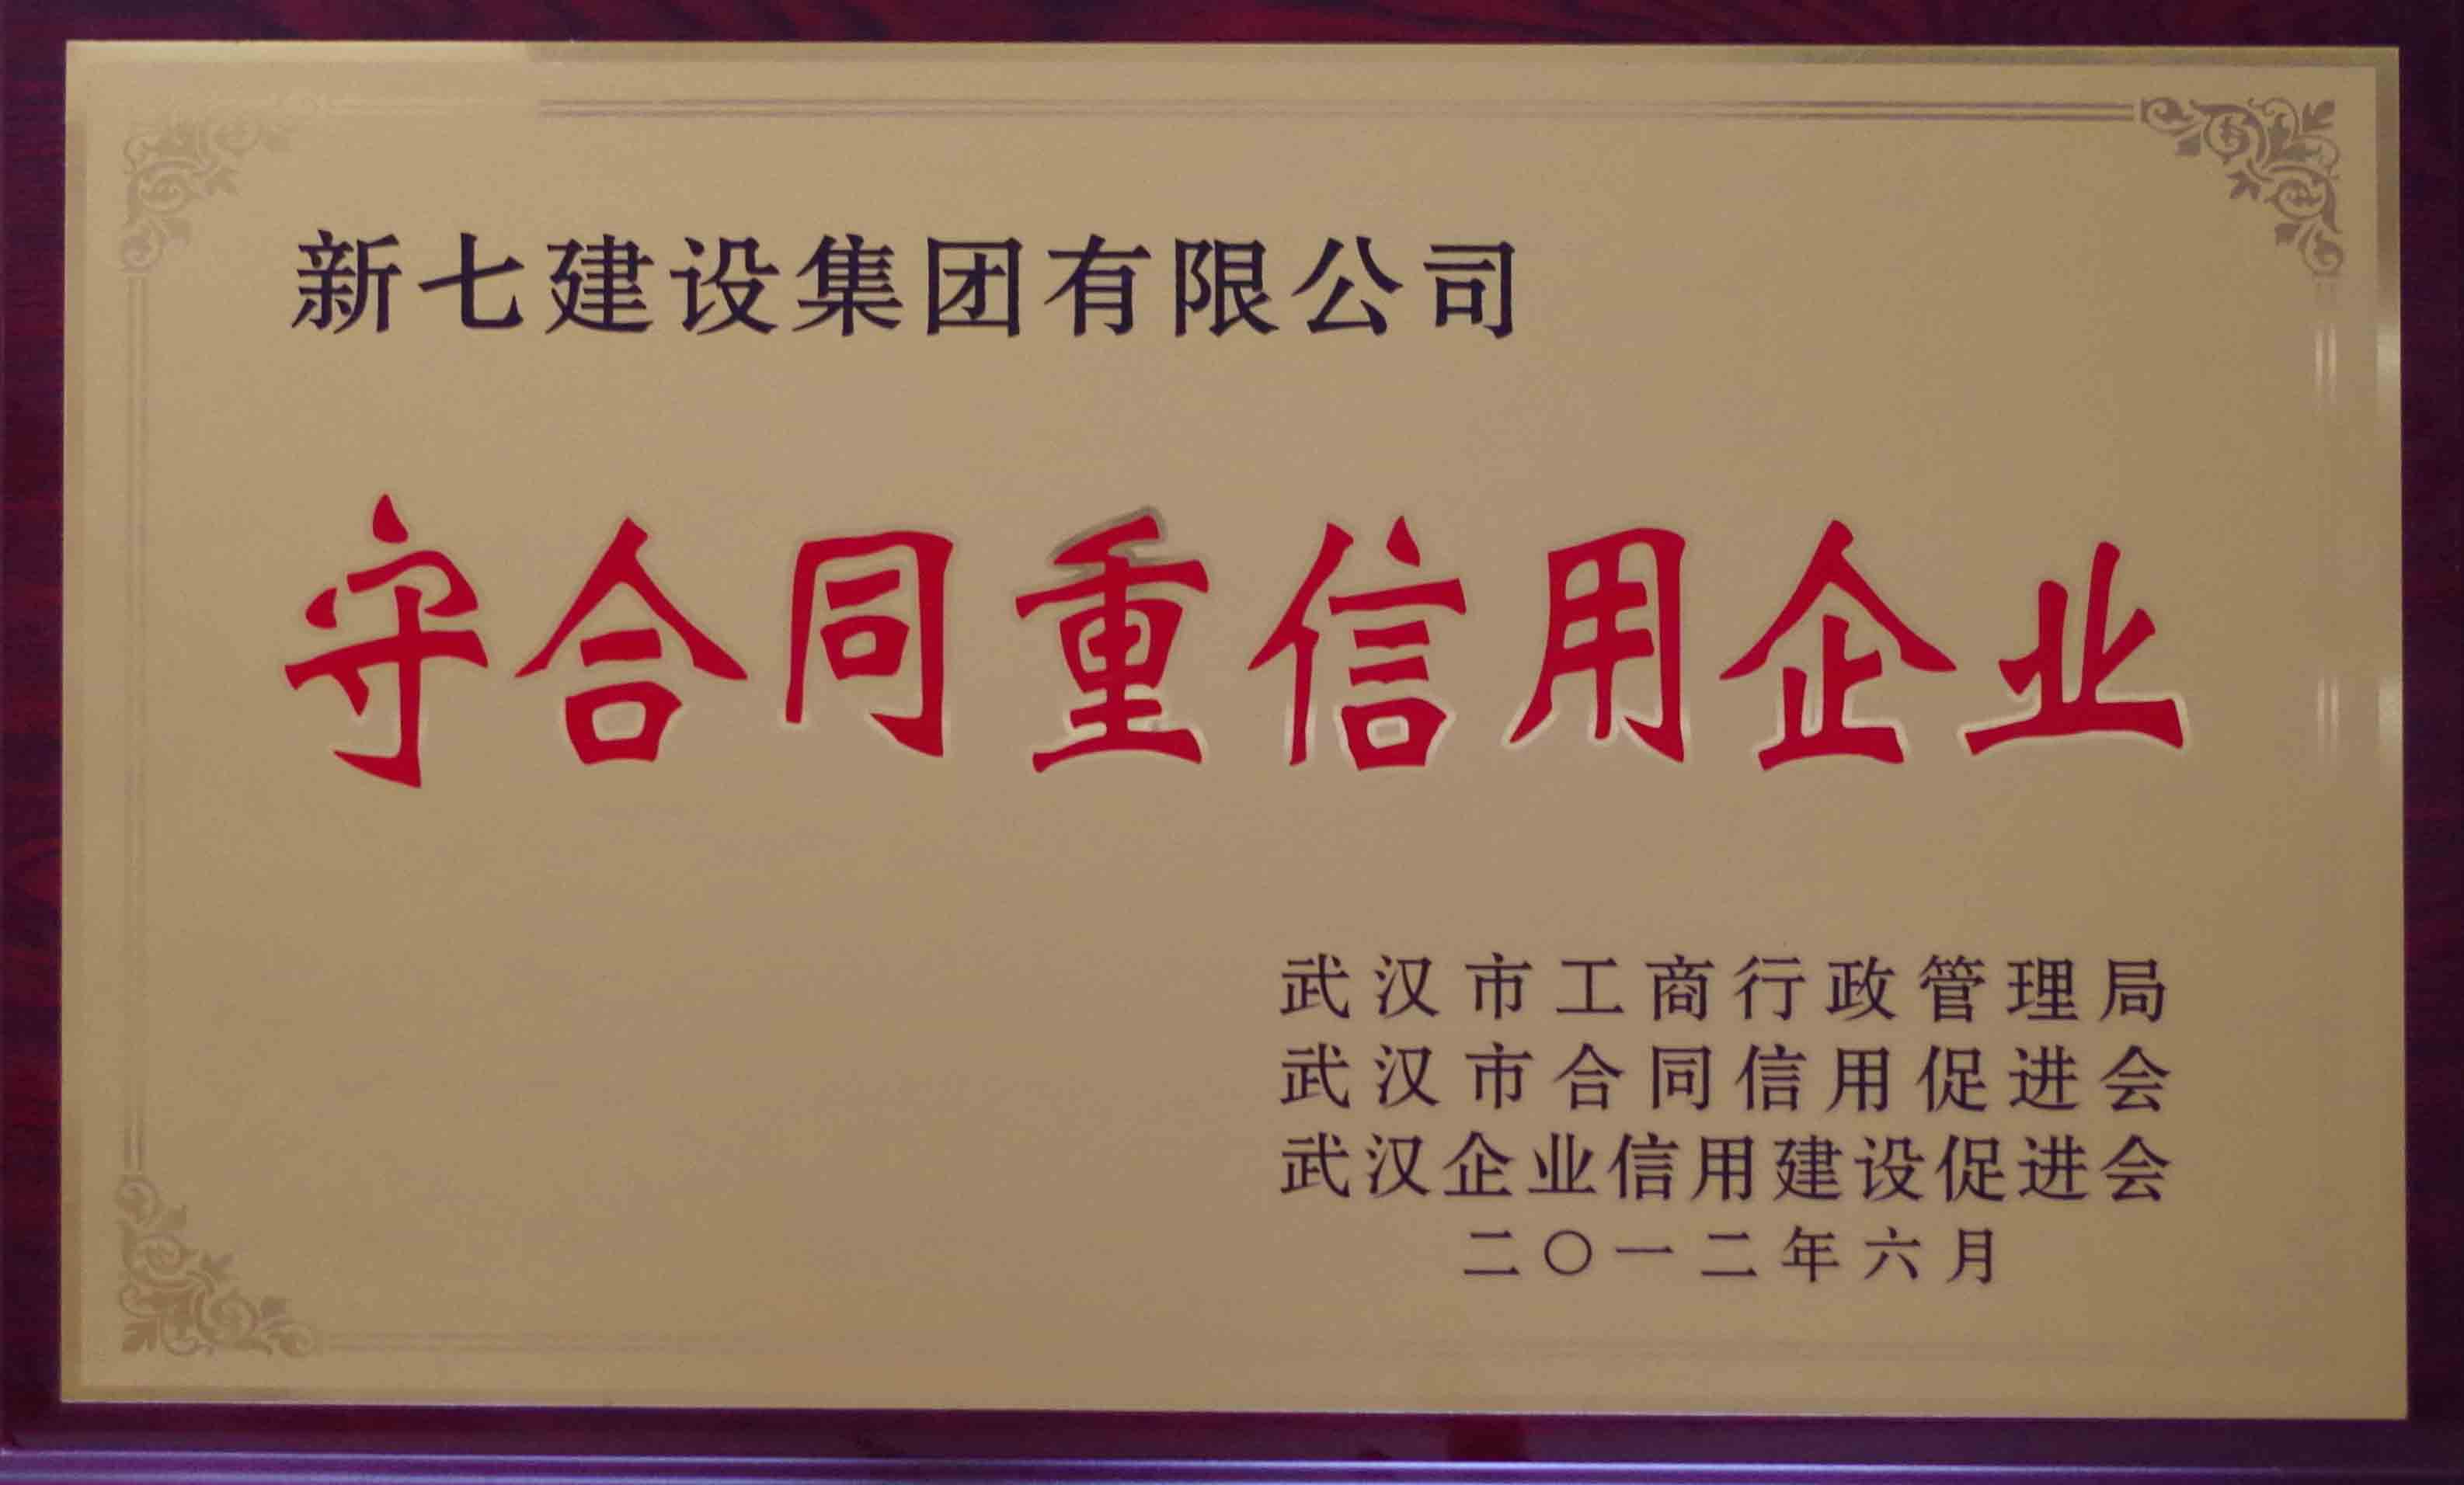 新七建设集团有限公司
守合同重信用企业
武汉市工商行政管理局
武汉市合同信用促进会
武汉企业信用建设促进会
二〇一二年六月